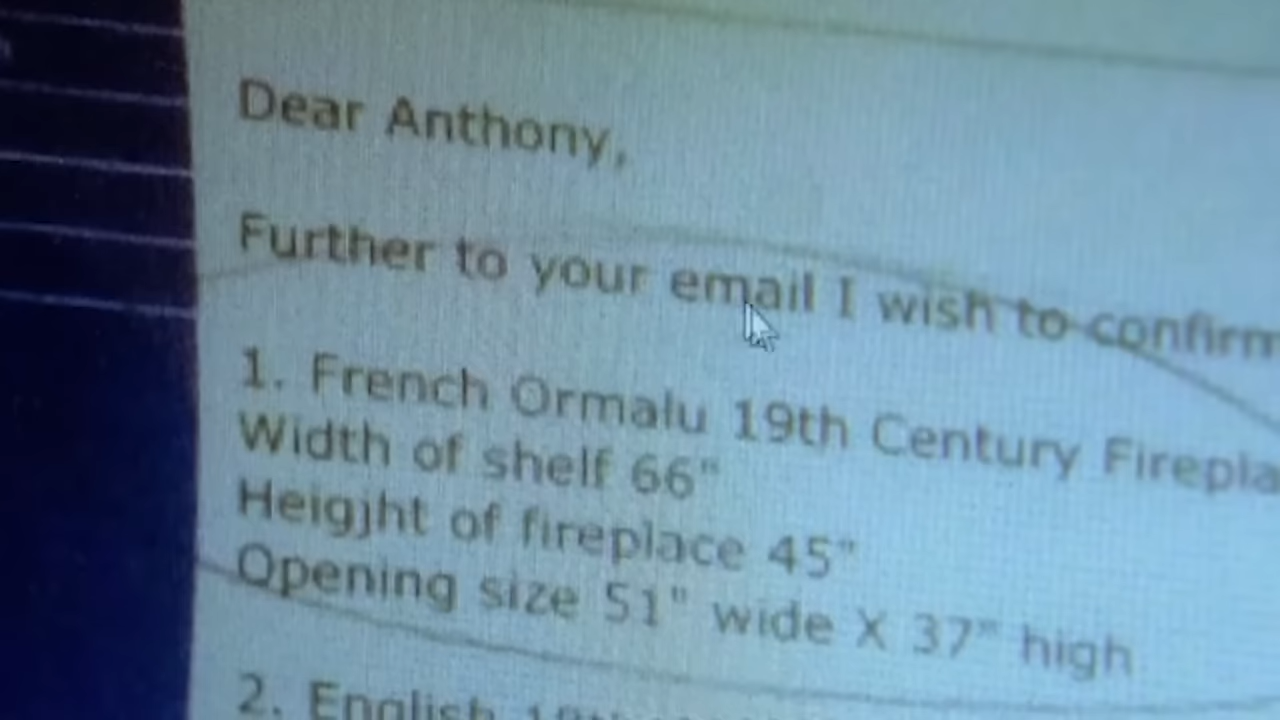 Dear Anthony,
Further to your email I wish to confirm
1. French Ormalu 19th Century Firepla
Width of shelf 66"
Heigjht of fireplace 45"
Opening size 51" wide X 37" high
2. English